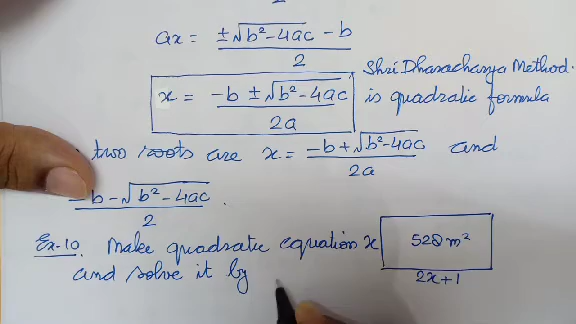 ax = ±√b²-4ac - b / 2
x = -b ± √b²-4ac / 2a
Shri Dharacharya Method.
is quadratic formula
two roots are x = -b+√b²-4ac / 2a and
-b-√b²-4ac / 2
Ex-10. Make quadratic equation x 528 m²
and solve it by 2x+1